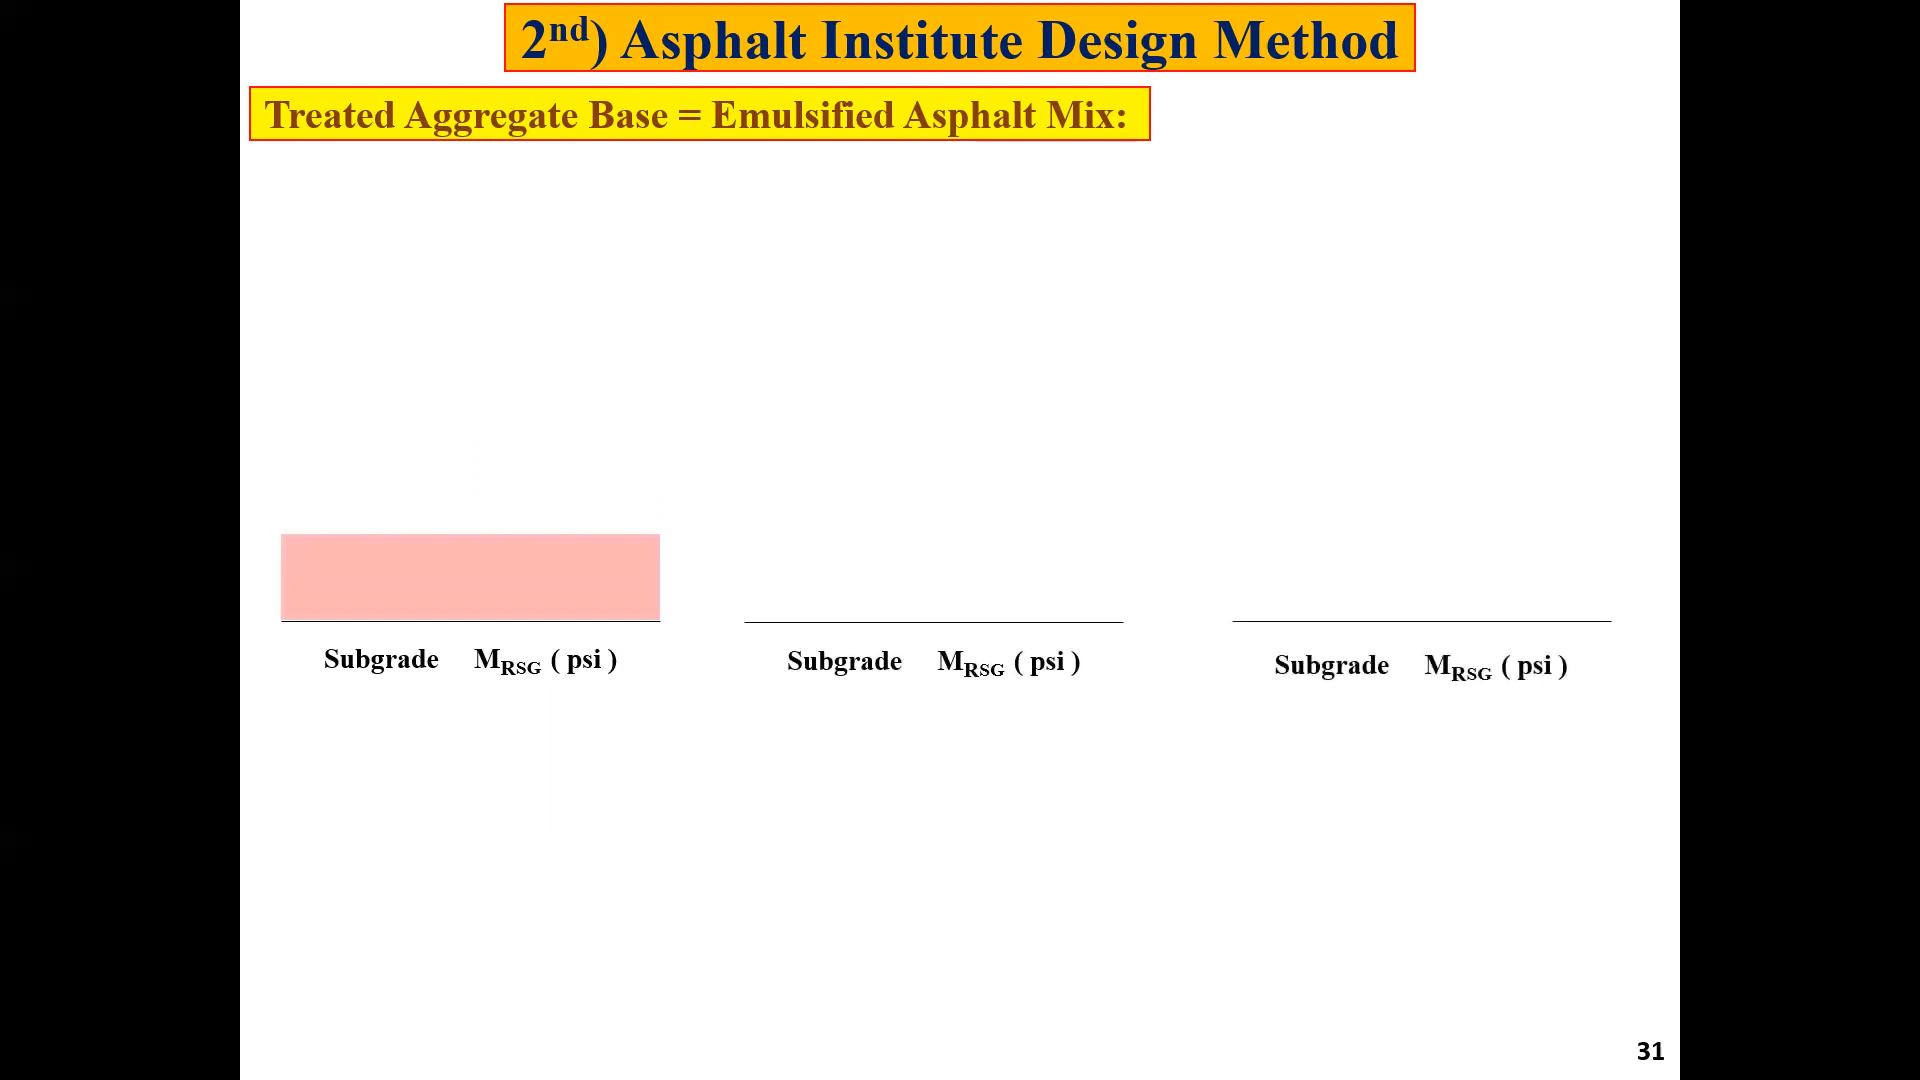 2nd) Asphalt Institute Design Method
Treated Aggregate Base = Emulsified Asphalt Mix:
Subgrade MRSG ( psi )
Subgrade MRSG ( psi )
Subgrade MRSG ( psi )
31